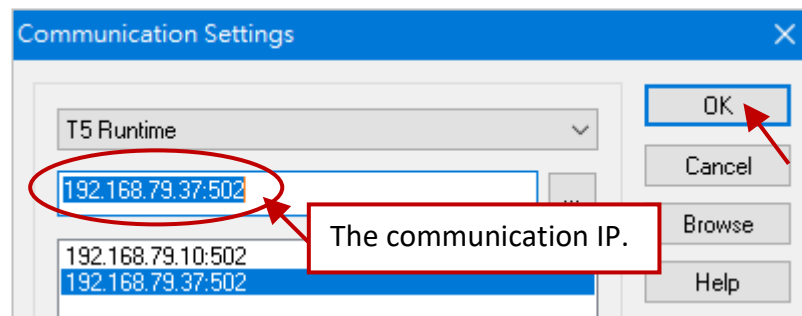 Communication Settings
T5 Runtime
192.168.79.37:502
...
The communication IP.
192.168.79.10:502
192.168.79.37:502
OK
Cancel
Browse
Help